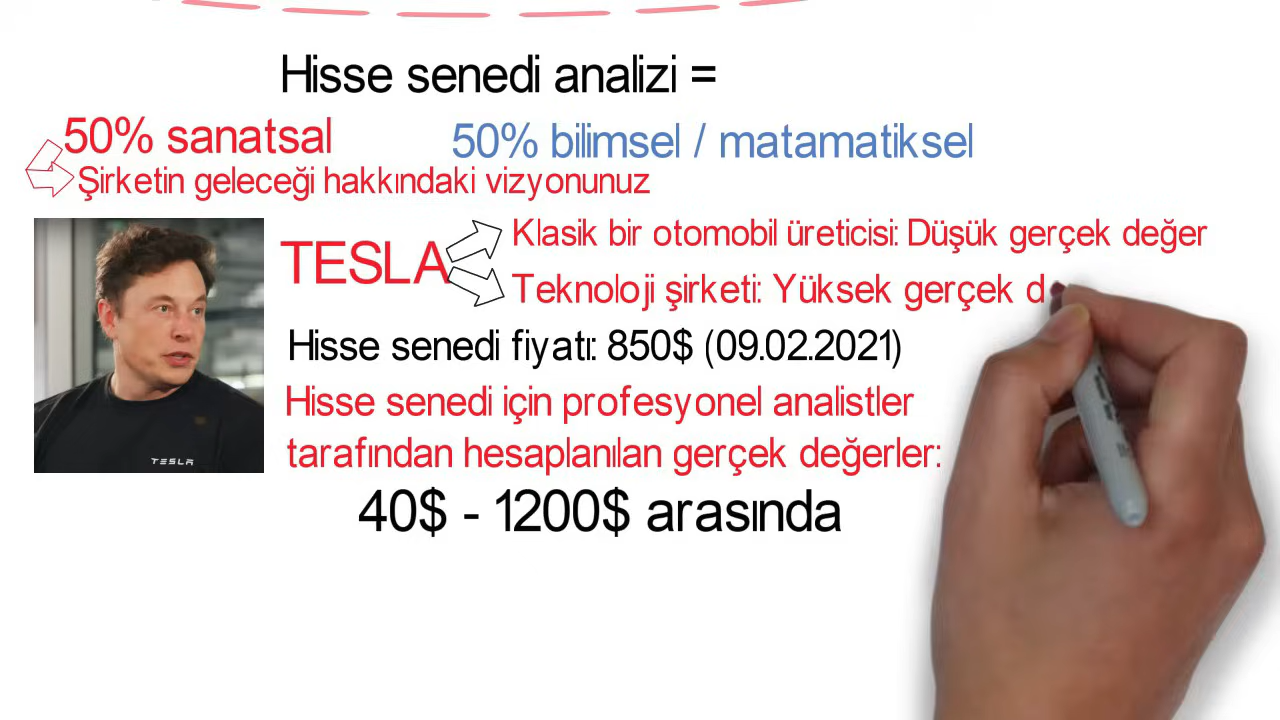 Hisse senedi analizi =
50% sanatsal
50% bilimsel / matamatiksel
Şirketin geleceği hakkındaki vizyonunuz
TESLA
Klasik bir otomobil üreticisi: Düşük gerçek değer
Teknoloji şirketi: Yüksek gerçek d
Hisse senedi fiyatı: 850$ (09.02.2021)
Hisse senedi için profesyonel analistler
tarafından hesaplanılan gerçek değerler:
40$ - 1200$ arasında
TESLA